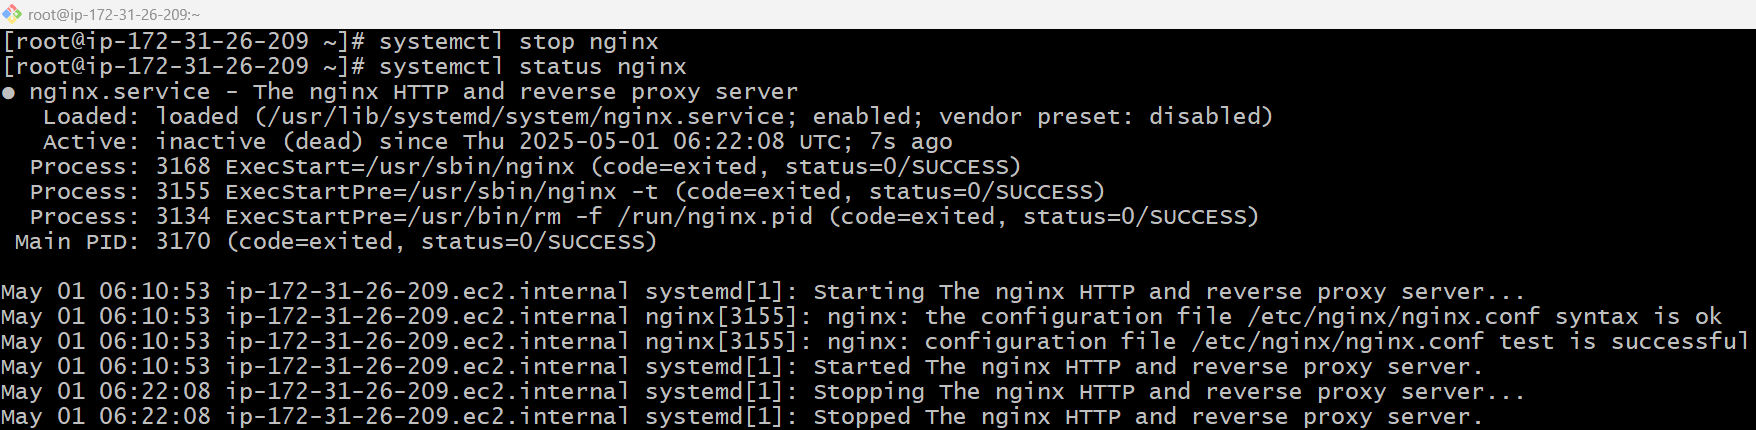 root@ip-172-31-26-209:~
[root@ip-172-31-26-209 ~]# systemctl stop nginx
[root@ip-172-31-26-209 ~]# systemctl status nginx
● nginx.service - The nginx HTTP and reverse proxy server
   Loaded: loaded (/usr/lib/systemd/system/nginx.service; enabled; vendor preset: disabled)
   Active: inactive (dead) since Thu 2025-05-01 06:22:08 UTC; 7s ago
  Process: 3168 ExecStart=/usr/sbin/nginx (code=exited, status=0/SUCCESS)
  Process: 3155 ExecStartPre=/usr/sbin/nginx -t (code=exited, status=0/SUCCESS)
  Process: 3134 ExecStartPre=/usr/bin/rm -f /run/nginx.pid (code=exited, status=0/SUCCESS)
 Main PID: 3170 (code=exited, status=0/SUCCESS)

May 01 06:10:53 ip-172-31-26-209.ec2.internal systemd[1]: Starting The nginx HTTP and reverse proxy server...
May 01 06:10:53 ip-172-31-26-209.ec2.internal nginx[3155]: nginx: the configuration file /etc/nginx/nginx.conf syntax is ok
May 01 06:10:53 ip-172-31-26-209.ec2.internal nginx[3155]: nginx: configuration file /etc/nginx/nginx.conf test is successful
May 01 06:10:53 ip-172-31-26-209.ec2.internal systemd[1]: Started The nginx HTTP and reverse proxy server.
May 01 06:22:08 ip-172-31-26-209.ec2.internal systemd[1]: Stopping The nginx HTTP and reverse proxy server...
May 01 06:22:08 ip-172-31-26-209.ec2.internal systemd[1]: Stopped The nginx HTTP and reverse proxy server.